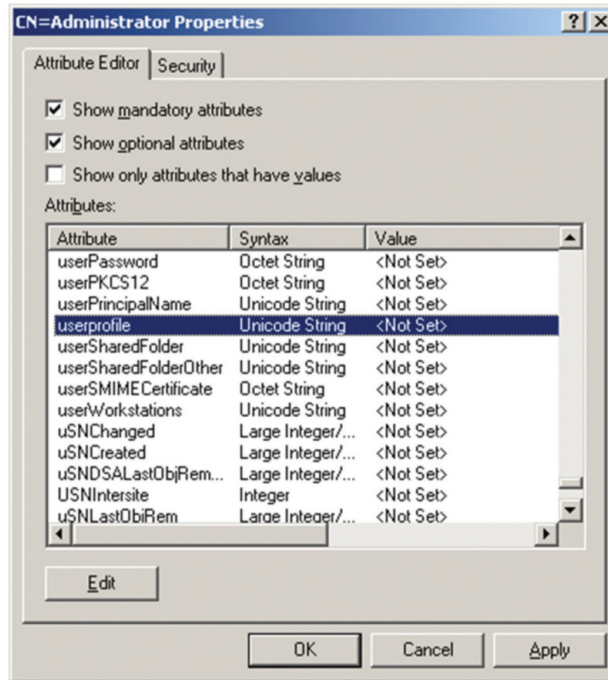 CN=Administrator Properties
Attribute Editor Security
Show mandatory attributes
Show optional attributes
Show only attributes that have values
Attributes:
Attribute Syntax Value
userPassword Octet String <Not Set>
userPKCS12 Octet String <Not Set>
userPrincipalName Unicode String <Not Set>
userprofile Unicode String <Not Set>
userSharedFolder Unicode String <Not Set>
userSharedFolderOther Unicode String <Not Set>
userSMIMECertificate Octet String <Not Set>
userWorkstations Unicode String <Not Set>
uSNChanged Large Integer/... <Not Set>
uSNCreated Large Integer/... <Not Set>
uSNDSALastObjRem... Large Integer/... <Not Set>
USNIntersite Integer <Not Set>
uSNLastObjRem Large Integer/... <Not Set>
Edit
OK Cancel Apply